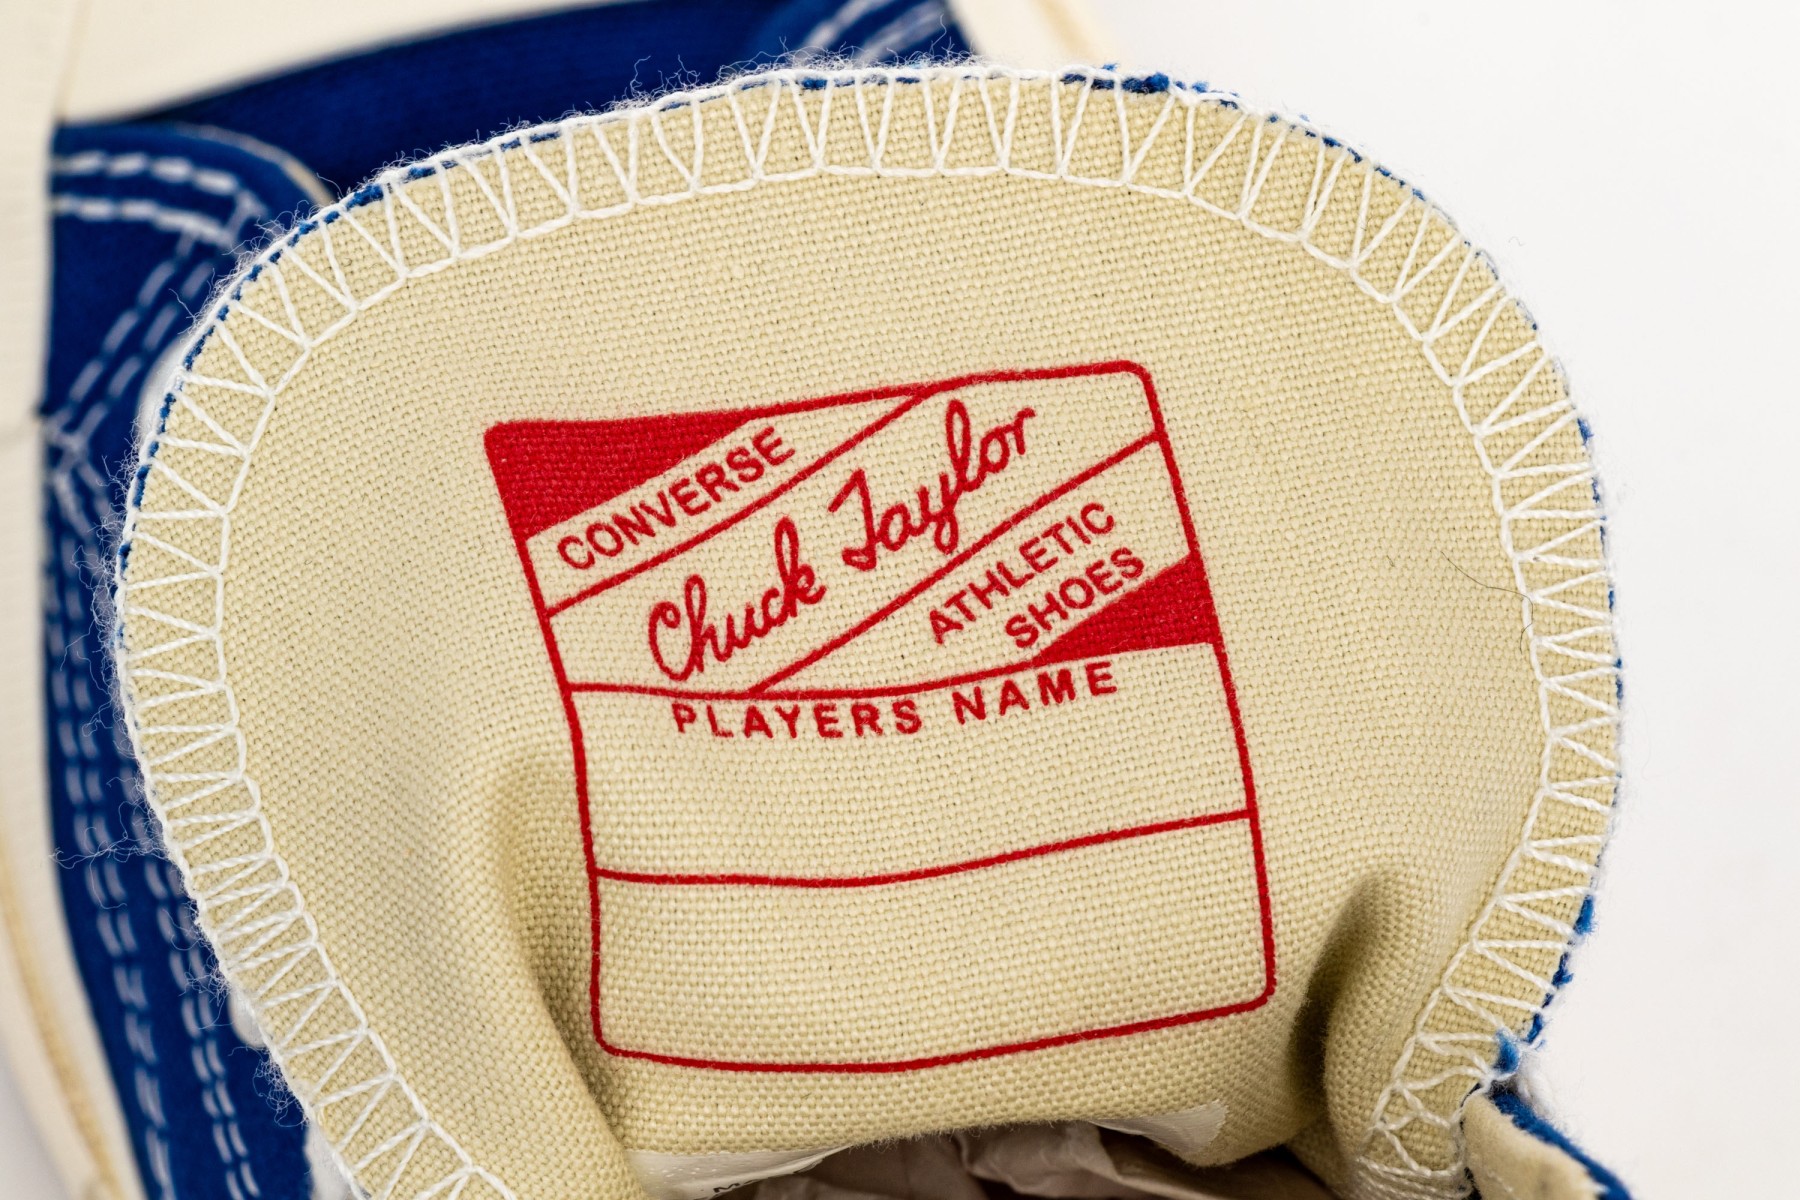 CONVERSE
Chuck Taylor
ATHLETIC
SHOES
PLAYERS NAME